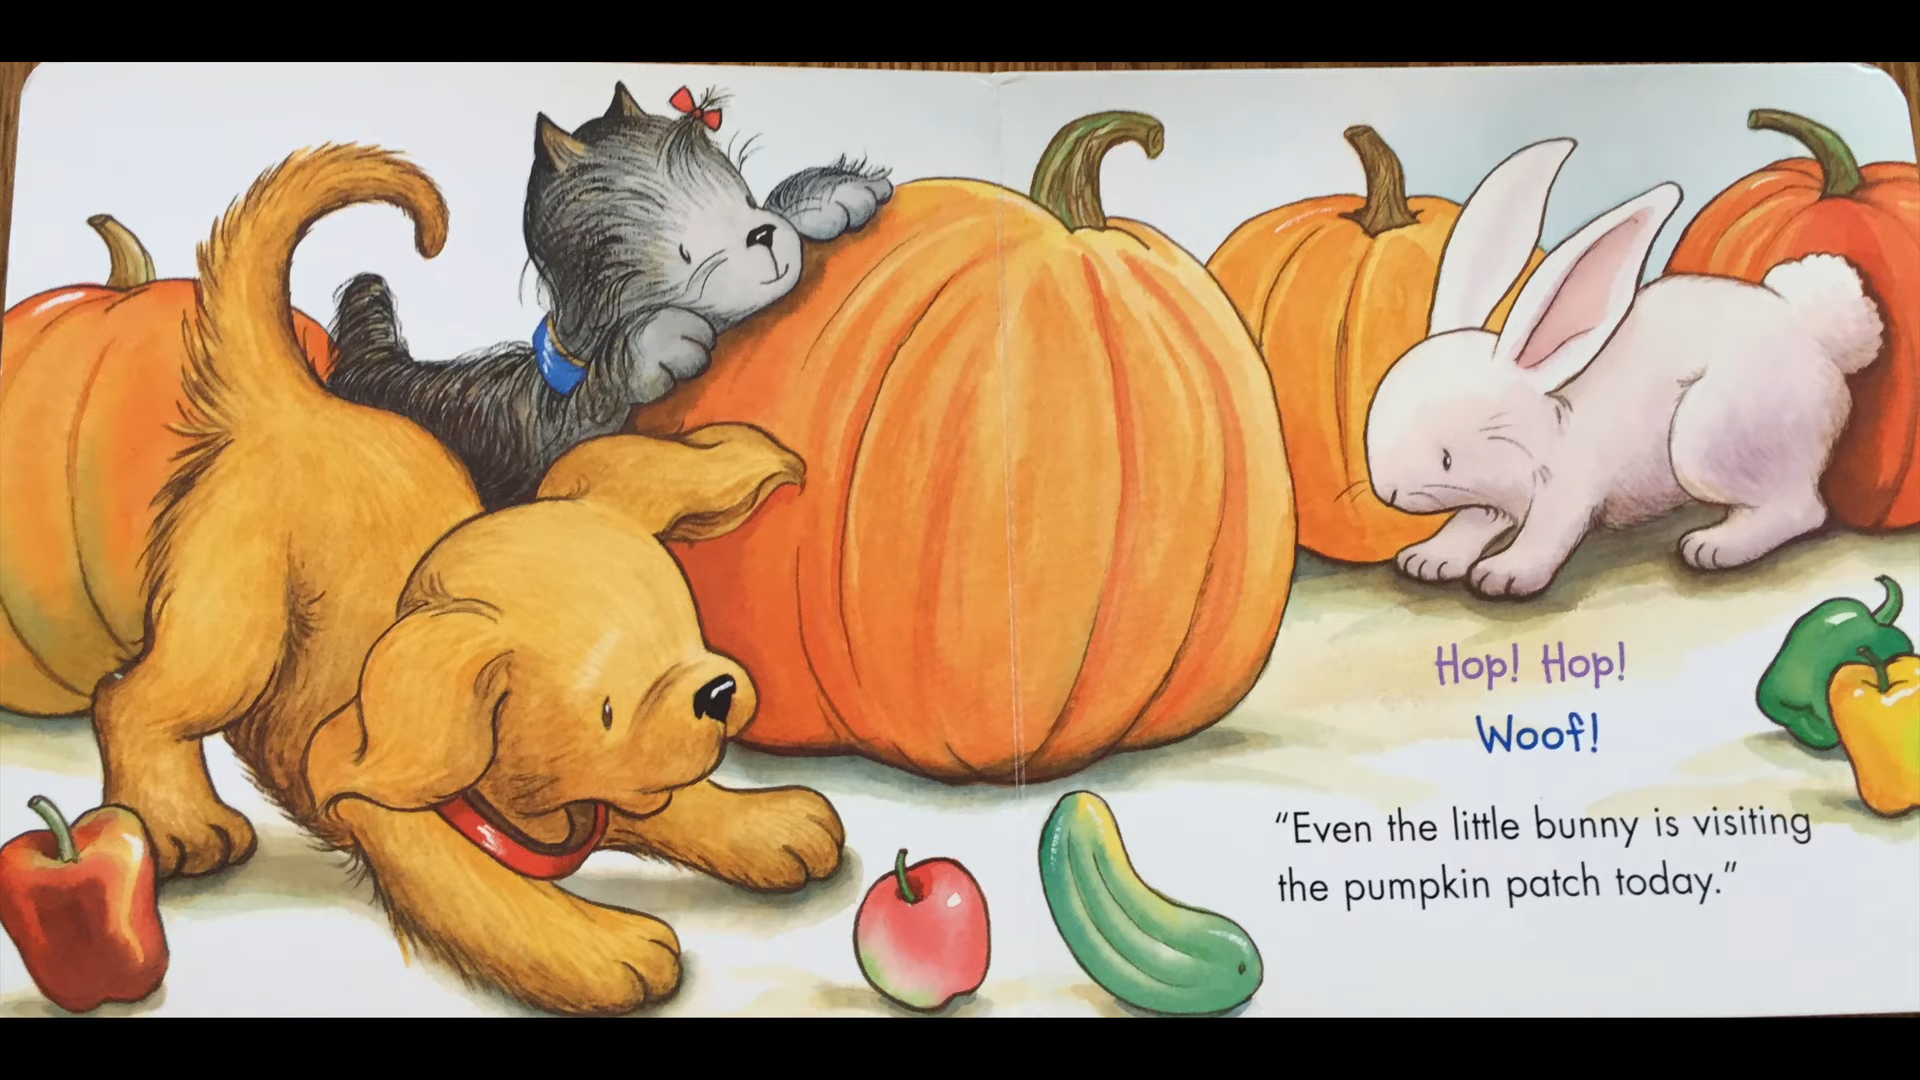 Hop! Hop!
Woof!
“Even the little bunny is visiting
the pumpkin patch today.”